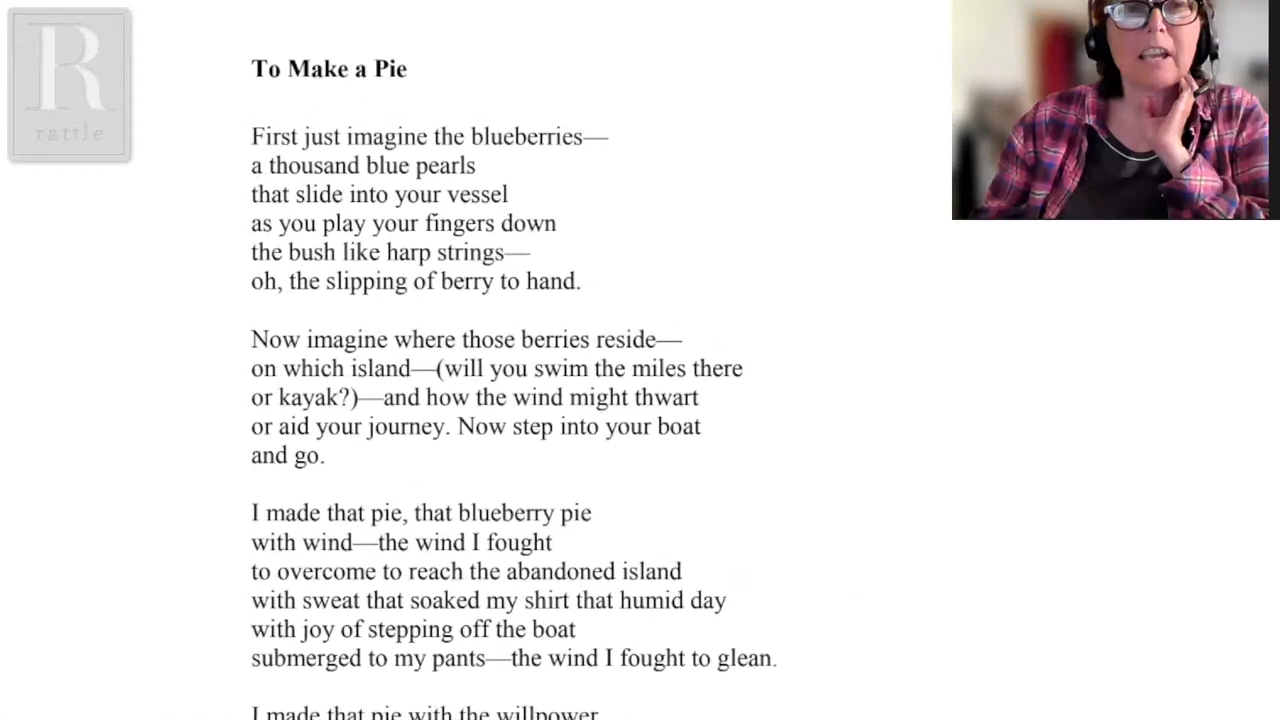 R
rattle
To Make a Pie
First just imagine the blueberries—
a thousand blue pearls
that slide into your vessel
as you play your fingers down
the bush like harp strings—
oh, the slipping of berry to hand.
Now imagine where those berries reside—
on which island—(will you swim the miles there
or kayak?)—and how the wind might thwart
or aid your journey. Now step into your boat
and go.
I made that pie, that blueberry pie
with wind—the wind I fought
to overcome to reach the abandoned island
with sweat that soaked my shirt that humid day
with joy of stepping off the boat
submerged to my pants—the wind I fought to glean.
I made that pie with the willpower